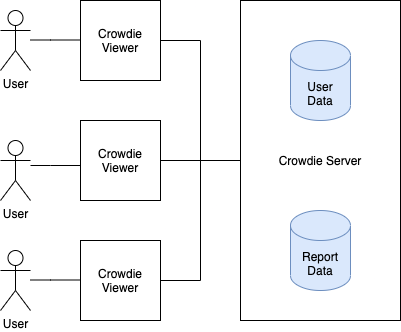 Crowdie
Viewer
User
User
Data
Crowdie
Viewer
Crowdie Server
User
Crowdie
Viewer
Report
Data
User